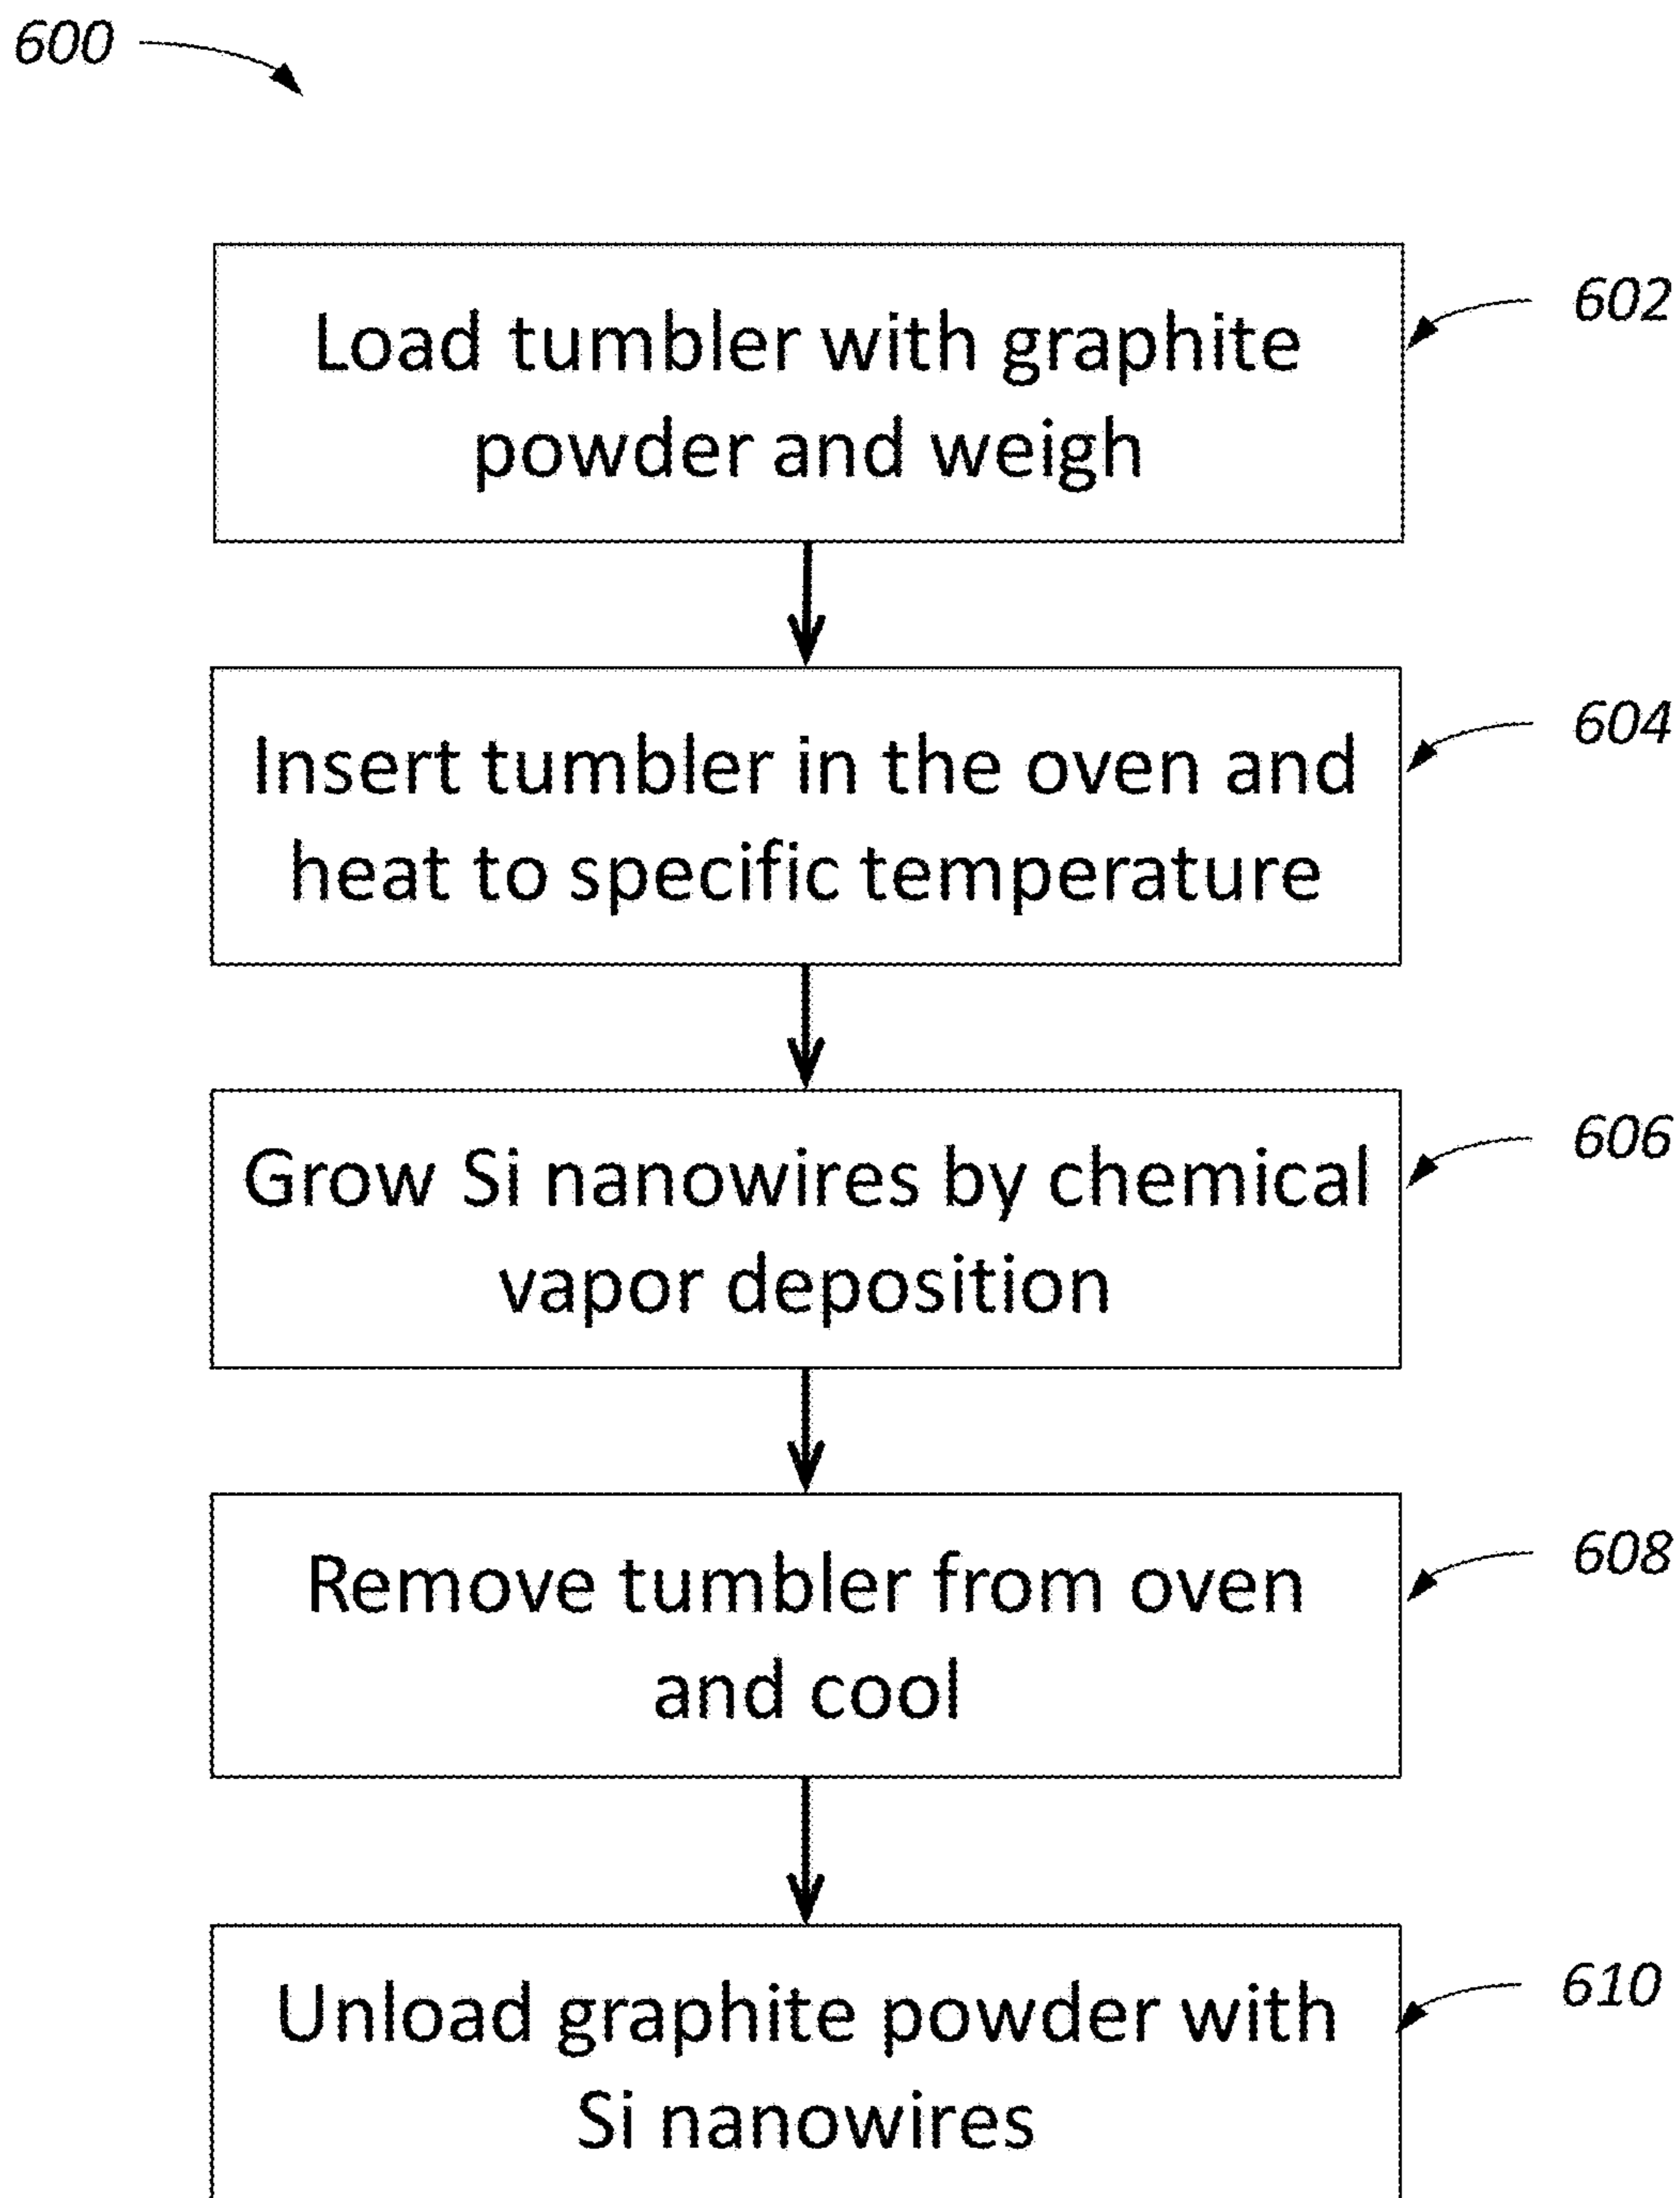 600
Load tumbler with graphite
powder and weigh
602
Insert tumbler in the oven and
heat to specific temperature
604
Grow Si nanowires by chemical
vapor deposition
606
Remove tumbler from oven
and cool
608
Unload graphite powder with
Si nanowires
610